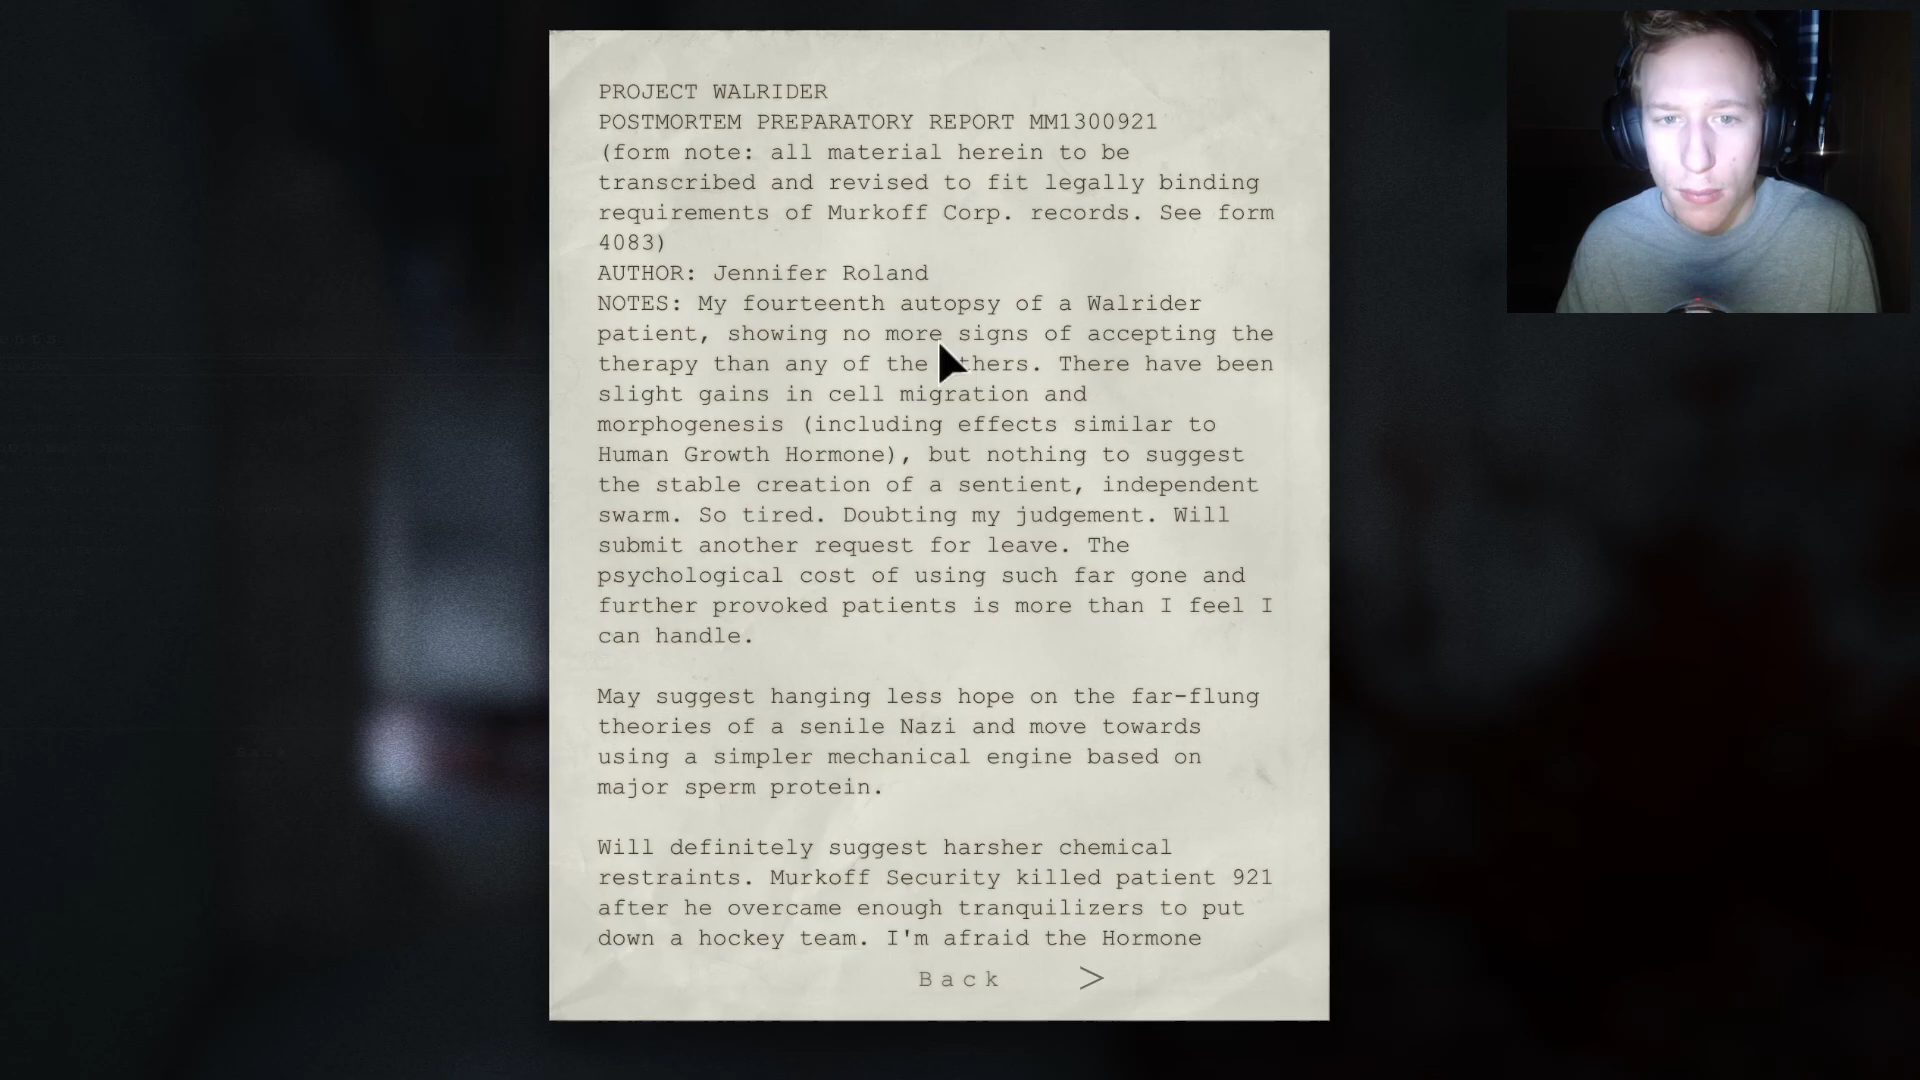 PROJECT WALRIDER
POSTMORTEM PREPARATORY REPORT MM1300921
(form note: all material herein to be
transcribed and revised to fit legally binding
requirements of Murkoff Corp. records. See form
4083)
AUTHOR: Jennifer Roland
NOTES: My fourteenth autopsy of a Walrider
patient, showing no more signs of accepting the
therapy than any of the others. There have been
slight gains in cell migration and
morphogenesis (including effects similar to
Human Growth Hormone), but nothing to suggest
the stable creation of a sentient, independent
swarm. So tired. Doubting my judgement. Will
submit another request for leave. The
psychological cost of using such far gone and
further provoked patients is more than I feel I
can handle.
May suggest hanging less hope on the far-flung
theories of a senile Nazi and move towards
using a simpler mechanical engine based on
major sperm protein.
Will definitely suggest harsher chemical
restraints. Murkoff Security killed patient 921
after he overcame enough tranquilizers to put
down a hockey team. I'm afraid the Hormone
Back >